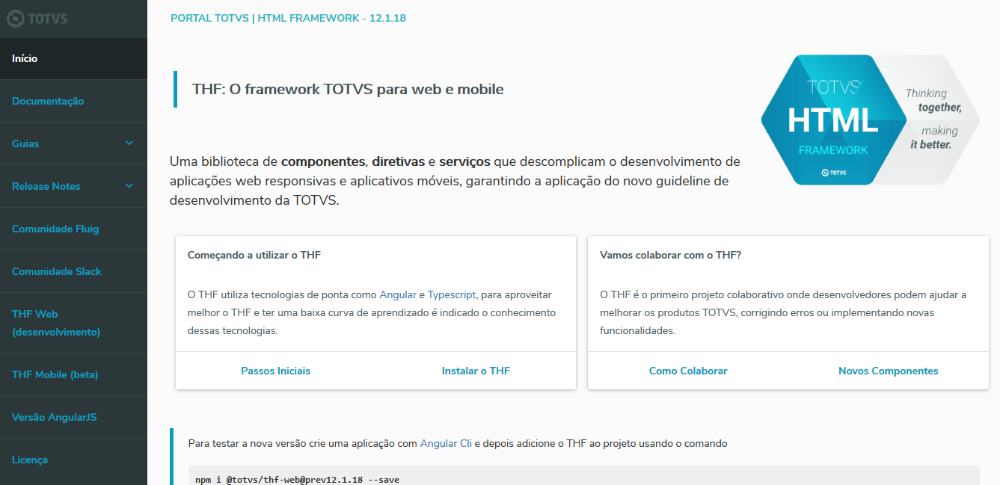 TOTVS
Início
Documentação
Guias
Release Notes
Comunidade Fluig
Comunidade Slack
THF Web
(desenvolvimento)
THF Mobile (beta)
Versão AngularJS
Licença
PORTAL TOTVS | HTML FRAMEWORK - 12.1.18
THF: O framework TOTVS para web e mobile
TOTVS
HTML
FRAMEWORK
TOTVS
Thinking
together,
making
it better.
Uma biblioteca de componentes, diretivas e serviços que descomplicam o desenvolvimento de
aplicações web responsivas e aplicativos móveis, garantindo a aplicação do novo guideline de
desenvolvimento da TOTVS.
Começando a utilizar o THF
O THF utiliza tecnologias de ponta como Angular e Typescript, para aproveitar
melhor o THF e ter uma baixa curva de aprendizado é indicado o conhecimento
dessas tecnologias.
Passos Iniciais
Instalar o THF
Vamos colaborar com o THF?
O THF é o primeiro projeto colaborativo onde desenvolvedores podem ajudar a
melhorar os produtos TOTVS, corrigindo erros ou implementando novas
funcionalidades.
Como Colaborar
Novos Componentes
Para testar a nova versão crie uma aplicação com Angular Cli e depois adicione o THF ao projeto usando o comando
npm i @totvs/thf-web@prev12.1.18 --save